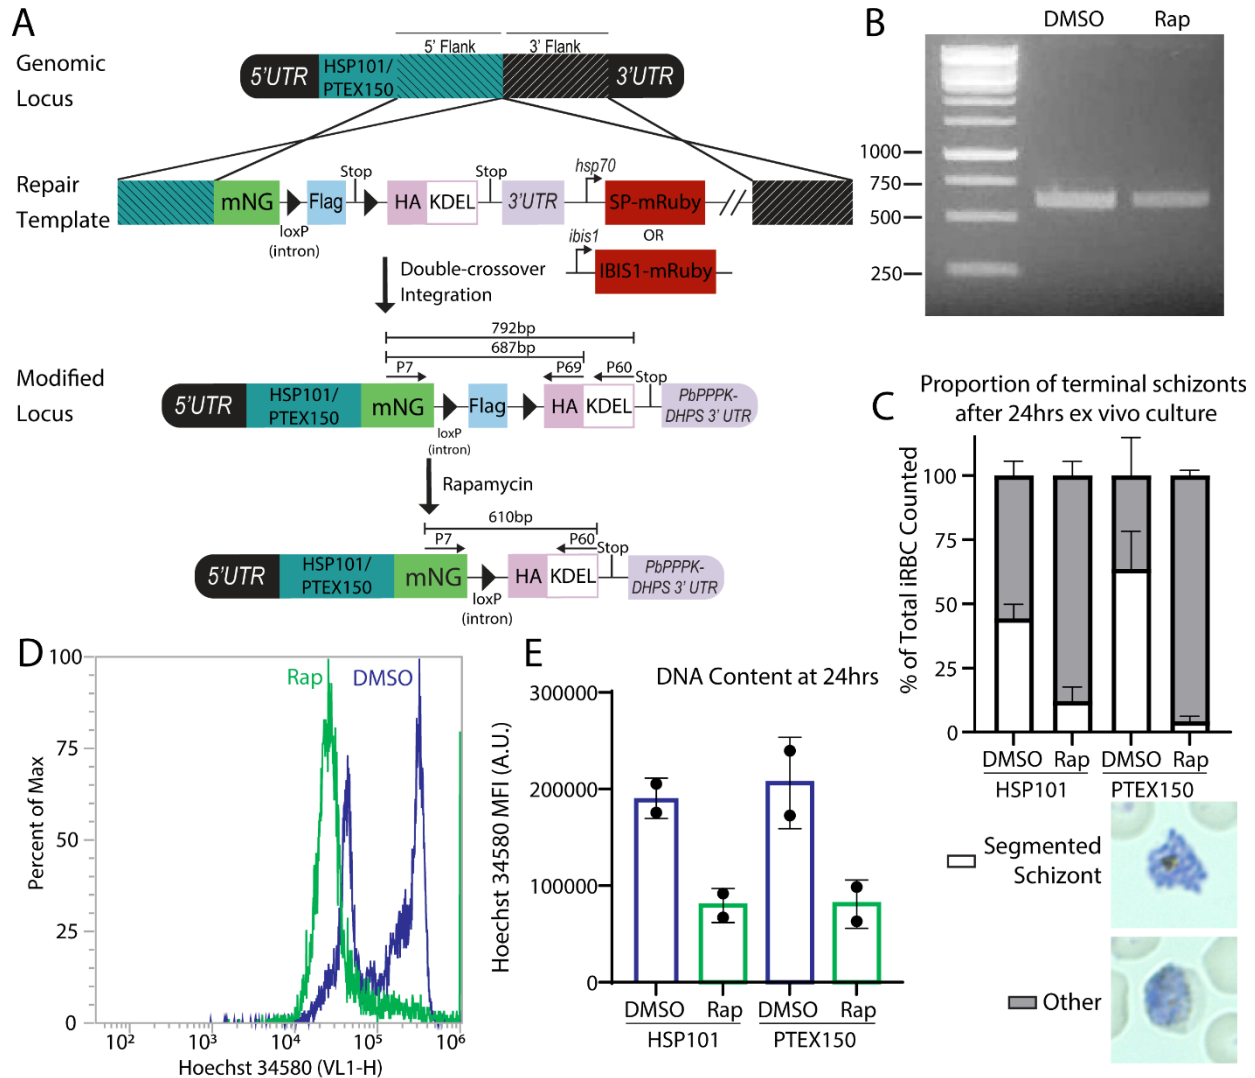 A
Genomic
Locus
5' Flank
3' Flank
5'UTR
HSP101/
PTEX150
3'UTR
Repair
Template
mNG
loxP
(intron)
Flag
Stop
HA
KDEL
Stop
3'UTR
hsp70
SP-mRuby
OR
ibis1
IBIS1-mRuby
Double-crossover
Integration
792bp
687bp
Modified
Locus
P7
P69
P60
Stop
5'UTR
HSP101/
PTEX150
mNG
loxP
(intron)
Flag
HA
KDEL
PbPPPK-
DHPS 3' UTR
Rapamycin
610bp
P7
P60
Stop
5'UTR
HSP101/
PTEX150
mNG
loxP
(intron)
HA
KDEL
PbPPPK-
DHPS 3' UTR
B
DMSO Rap
1000
750
500
250
C
Proportion of terminal schizonts
after 24hrs ex vivo culture
% of Total iRBC Counted
100
75
50
25
0
DMSO Rap DMSO Rap
HSP101 PTEX150
Segmented
Schizont
Other
D
Percent of Max
100
75
50
25
0
Rap
DMSO
10² 10³ 10⁴ 10⁵ 10⁶
Hoechst 34580 (VL1-H)
E
DNA Content at 24hrs
Hoechst 34580 MFI (A.U.)
300000
200000
100000
0
DMSO Rap DMSO Rap
HSP101 PTEX150